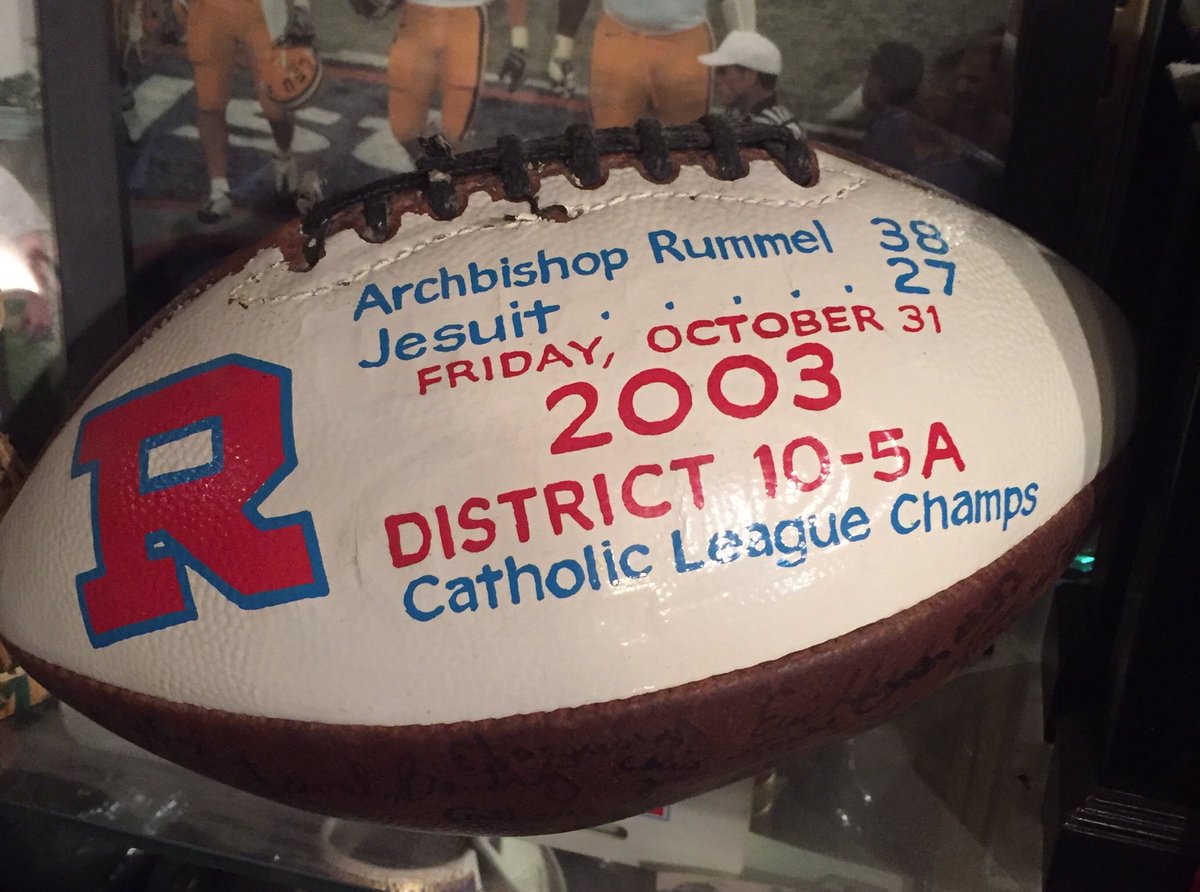 Archbishop Rummel 38
Jesuit . . . . . 27
FRIDAY, OCTOBER 31
2003
DISTRICT 10-5A
Catholic League Champs
R